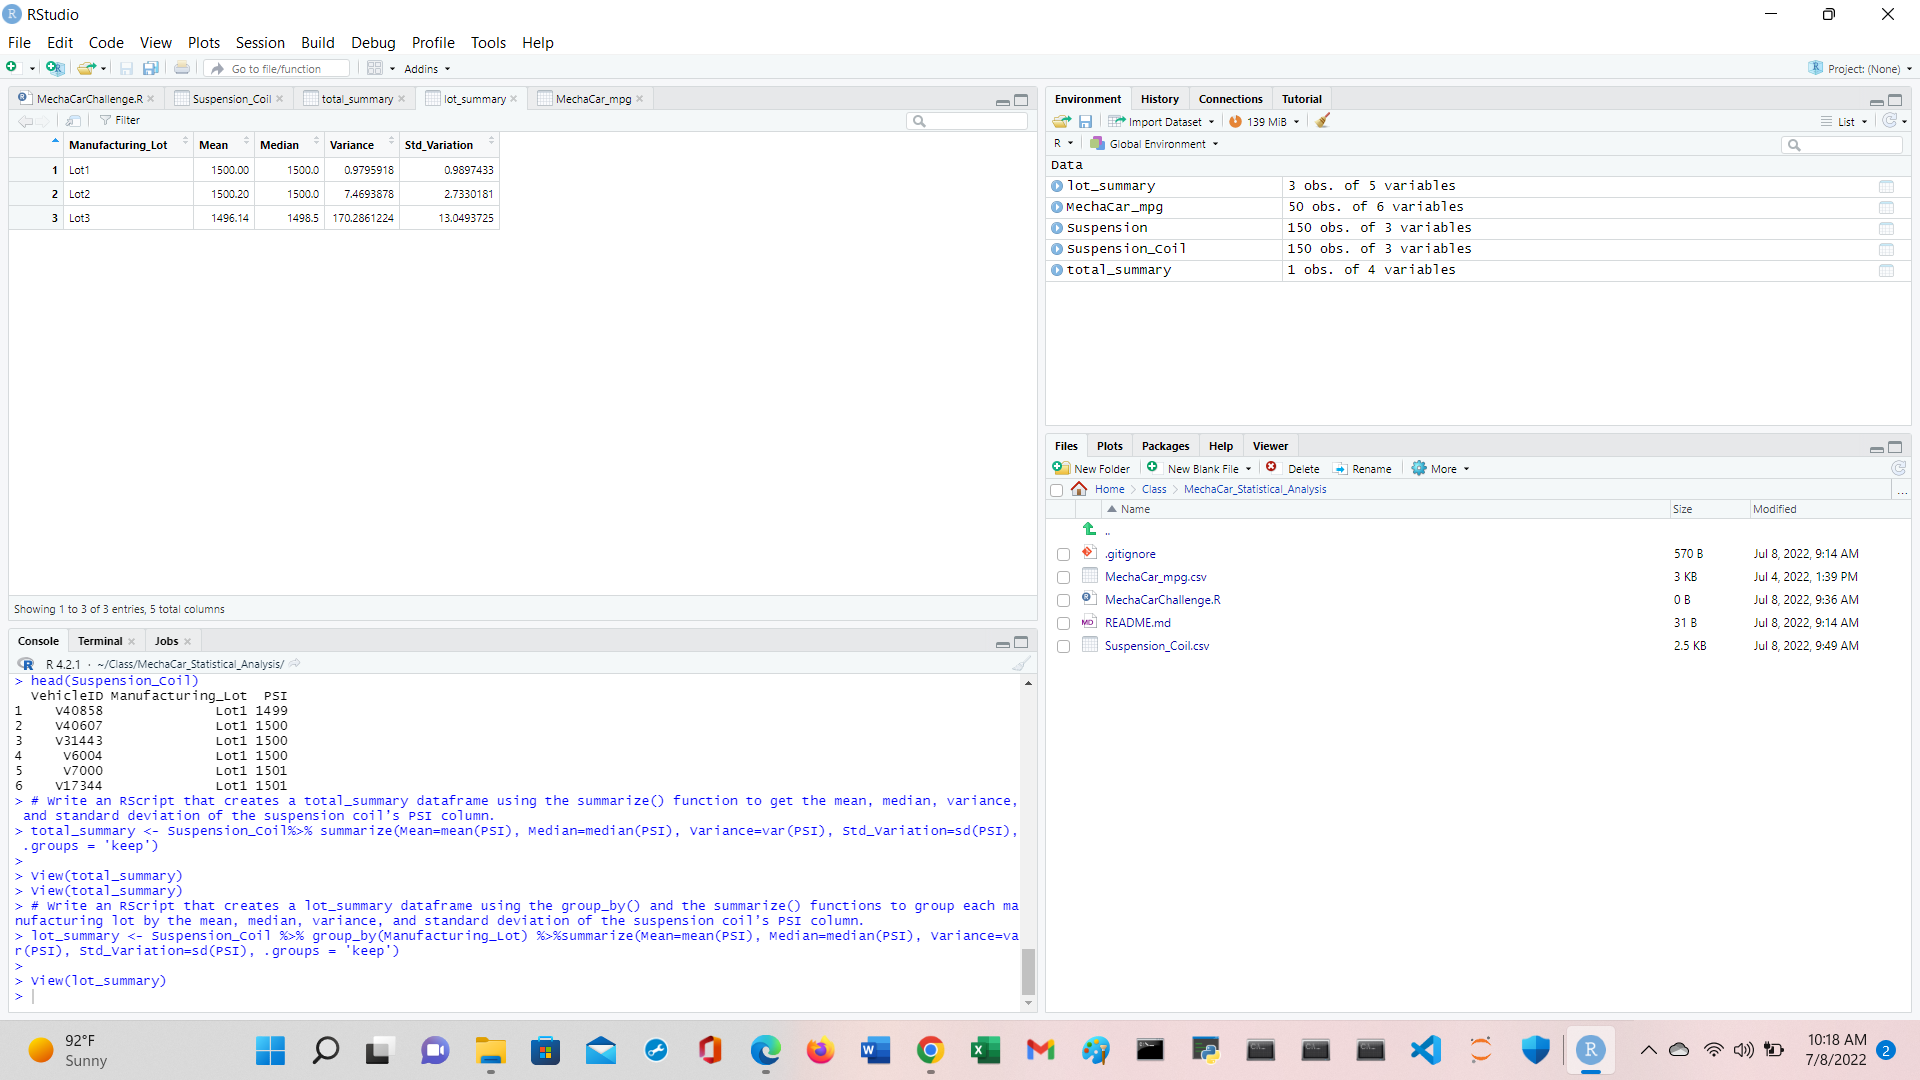 RStudio
File Edit Code View Plots Session Build Debug Profile Tools Help
Go to file/function Addins Project: (None)
MechaCarChallenge.R Suspension_Coil total_summary lot_summary MechaCar_mpg
Filter
Manufacturing_Lot Mean Median Variance Std_Variation
1 Lot1 1500.00 1500.0 0.9795918 0.9897433
2 Lot2 1500.20 1500.0 7.4693878 2.7330181
3 Lot3 1496.14 1498.5 170.2861224 13.0493725
Showing 1 to 3 of 3 entries, 5 total columns
Console Terminal Jobs
R 4.2.1 · ~/Class/MechaCar_Statistical_Analysis/
> head(Suspension_Coil)
VehicleID Manufacturing_Lot PSI
1 V40858 Lot1 1499
2 V40607 Lot1 1500
3 V31443 Lot1 1500
4 V6004 Lot1 1500
5 V7000 Lot1 1501
6 V17344 Lot1 1501
> # Write an RScript that creates a total_summary dataframe using the summarize() function to get the mean, median, variance,
and standard deviation of the suspension coil's PSI column.
> total_summary <- Suspension_Coil%>% summarize(Mean=mean(PSI), Median=median(PSI), Variance=var(PSI), Std_Variation=sd(PSI),
.groups = 'keep')
>
> View(total_summary)
> View(total_summary)
> # Write an RScript that creates a lot_summary dataframe using the group_by() and the summarize() functions to group each ma
nufacturing lot by the mean, median, variance, and standard deviation of the suspension coil's PSI column.
> lot_summary <- Suspension_Coil %>% group_by(Manufacturing_Lot) %>%summarize(Mean=mean(PSI), Median=median(PSI), Variance=va
r(PSI), Std_Variation=sd(PSI), .groups = 'keep')
>
> View(lot_summary)
>
Environment History Connections Tutorial
Import Dataset 139 MiB List
R Global Environment
Data
lot_summary 3 obs. of 5 variables
MechaCar_mpg 50 obs. of 6 variables
Suspension 150 obs. of 3 variables
Suspension_Coil 150 obs. of 3 variables
total_summary 1 obs. of 4 variables
Files Plots Packages Help Viewer
New Folder New Blank File Delete Rename More
Home Class MechaCar_Statistical_Analysis ...
Name Size Modified
..
.gitignore 570 B Jul 8, 2022, 9:14 AM
MechaCar_mpg.csv 3 KB Jul 4, 2022, 1:39 PM
MechaCarChallenge.R 0 B Jul 8, 2022, 9:36 AM
README.md 31 B Jul 8, 2022, 9:14 AM
Suspension_Coil.csv 2.5 KB Jul 8, 2022, 9:49 AM
92°F
Sunny
10:18 AM
7/8/2022
2